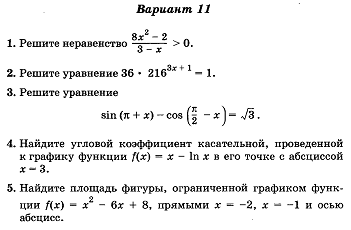 Вариант 11
1. Решите неравенство (8x² − 2)/(3 − x) > 0.
2. Решите уравнение 36 · 216^(3x + 1) = 1.
3. Решите уравнение
sin (π + x) − cos (π/2 − x) = √3 .
4. Найдите угловой коэффициент касательной, проведенной
к графику функции f(x) = x − ln x в его точке с абсциссой
x = 3.
5. Найдите площадь фигуры, ограниченной графиком функ-
ции f(x) = x² − 6x + 8, прямыми x = −2, x = −1 и осью
абсцисс.